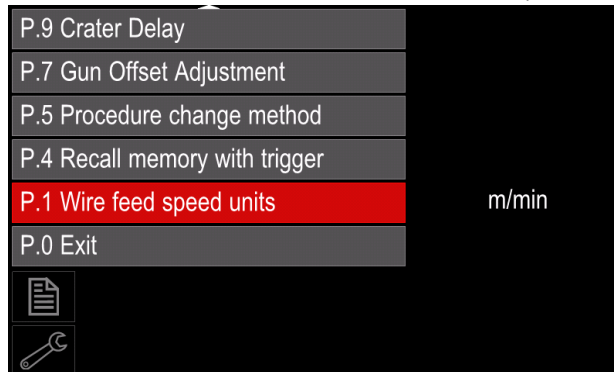 P.9 Crater Delay
P.7 Gun Offset Adjustment
P.5 Procedure change method
P.4 Recall memory with trigger
P.1 Wire feed speed units m/min
P.0 Exit